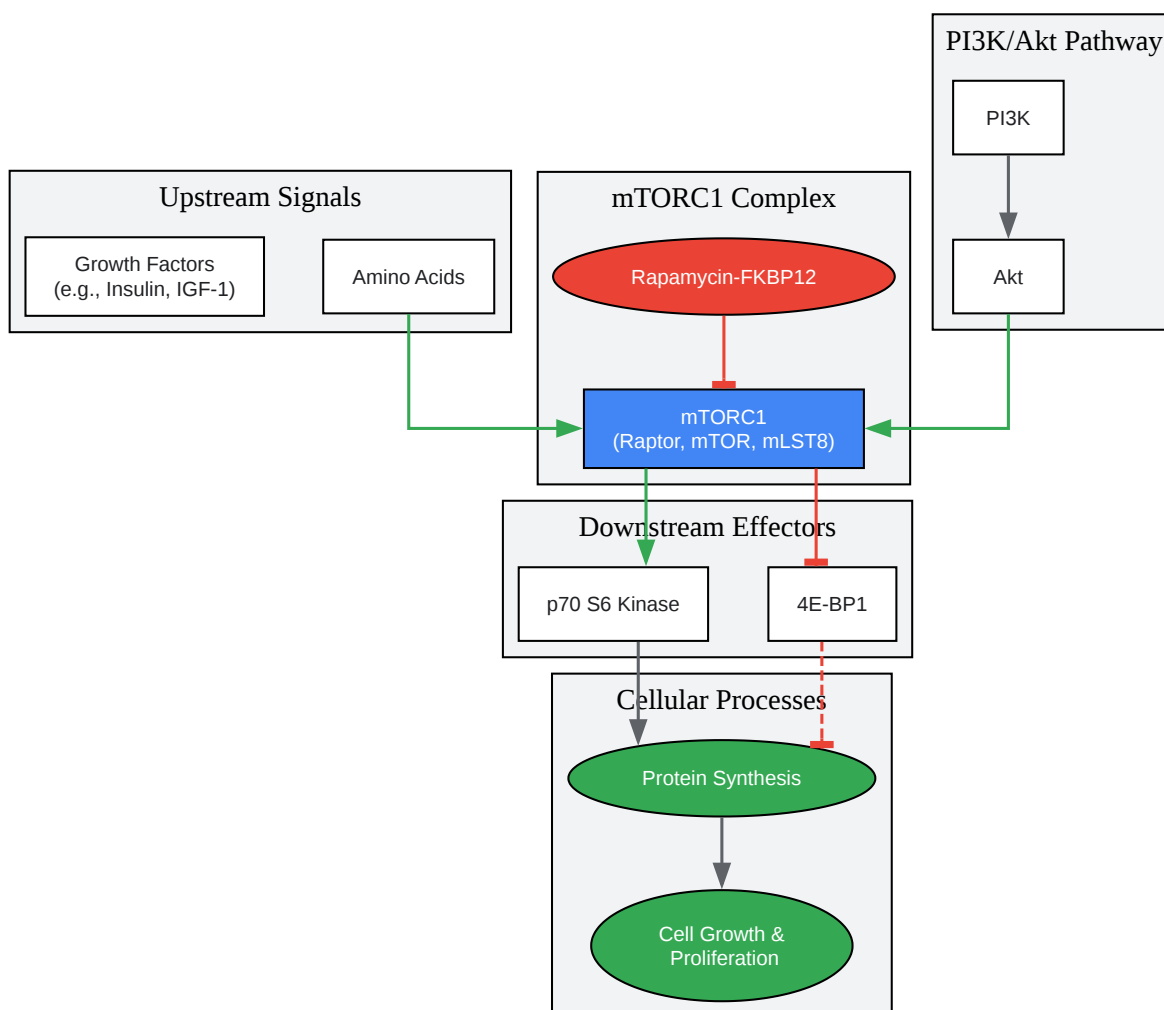 PI3K/Akt Pathway
PI3K
Akt
Upstream Signals
Growth Factors
(e.g., Insulin, IGF-1)
Amino Acids
mTORC1 Complex
Rapamycin-FKBP12
mTORC1
(Raptor, mTOR, mLST8)
Downstream Effectors
p70 S6 Kinase
4E-BP1
Cellular Processes
Protein Synthesis
Cell Growth &
Proliferation